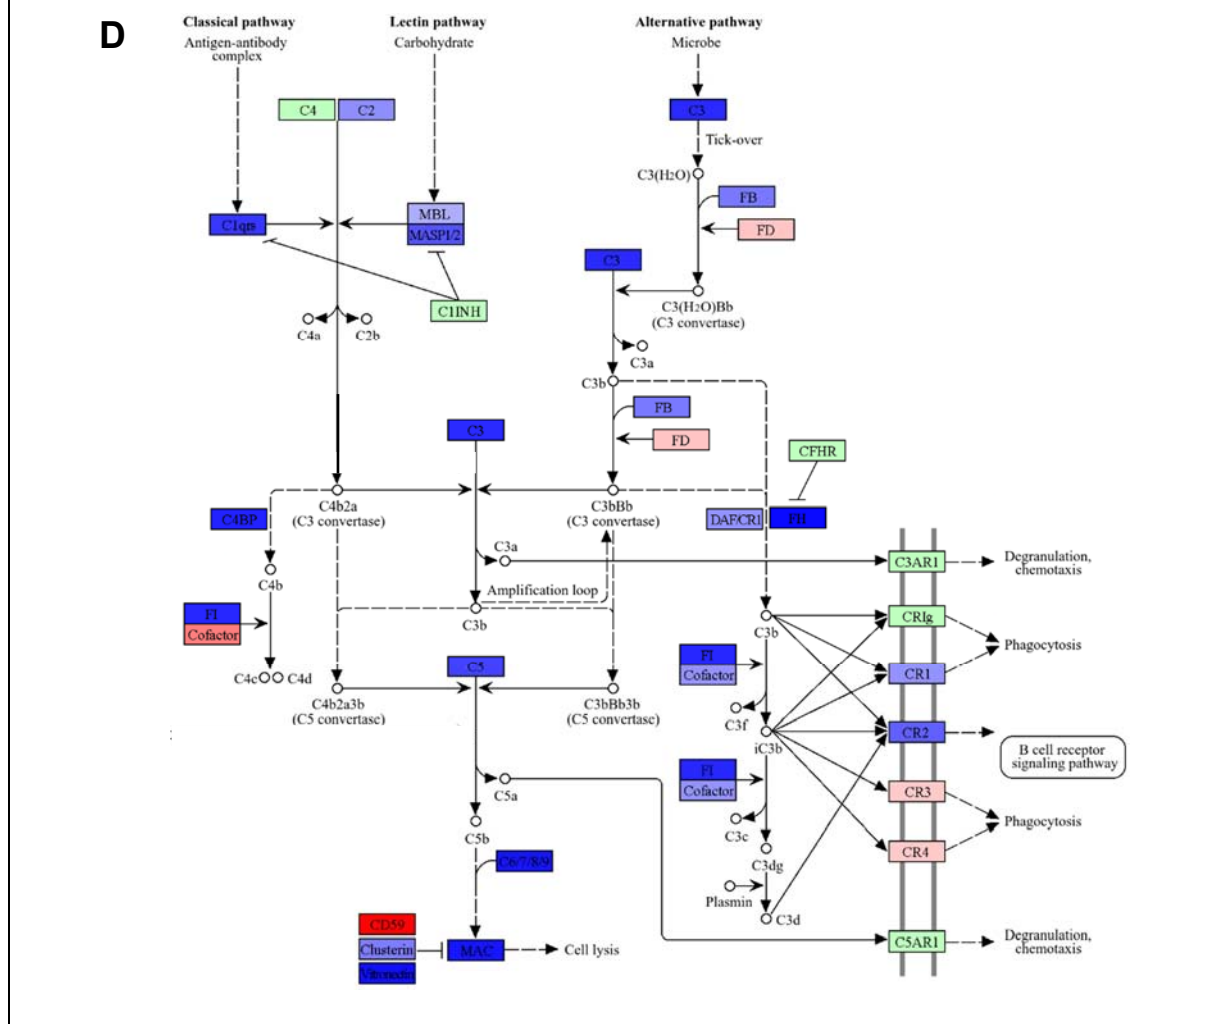 D
Classical pathway
Antigen-antibody
complex
Lectin pathway
Carbohydrate
Alternative pathway
Microbe
C4
C2
C3
Tick-over
C3(H2O)
FB
FD
C1qrs
MBL
MASP1/2
C3
C3(H2O)Bb
(C3 convertase)
C1INH
C4a
C2b
C3a
C3b
FB
FD
C3
CFHR
C4b2a
(C3 convertase)
C3bBb
(C3 convertase)
C4BP
DAF/CR1
FH
C3a
C3AR1
Degranulation,
chemotaxis
C4b
Amplification loop
C3b
FI
Cofactor
C3b
CRIg
Phagocytosis
FI
Cofactor
CR1
C5
C4c
C4d
C4b2a3b
(C5 convertase)
C3bBb3b
(C5 convertase)
C3f
iC3b
CR2
B cell receptor
signaling pathway
FI
Cofactor
C5a
CR3
C3c
Phagocytosis
C5b
CR4
C6/7/8/9
C3dg
Plasmin
C3d
CD59
Clusterin
Vitronectin
MAC
Cell lysis
C5AR1
Degranulation,
chemotaxis